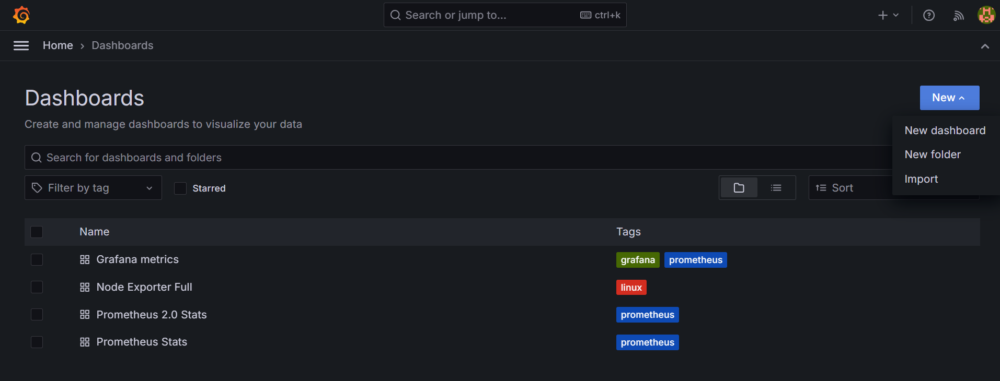 Search or jump to... ctrl+k
Home › Dashboards
Dashboards
New
Create and manage dashboards to visualize your data
New dashboard
New folder
Import
Search for dashboards and folders
Filter by tag
Starred
Sort
Name Tags
Grafana metrics grafana prometheus
Node Exporter Full linux
Prometheus 2.0 Stats prometheus
Prometheus Stats prometheus